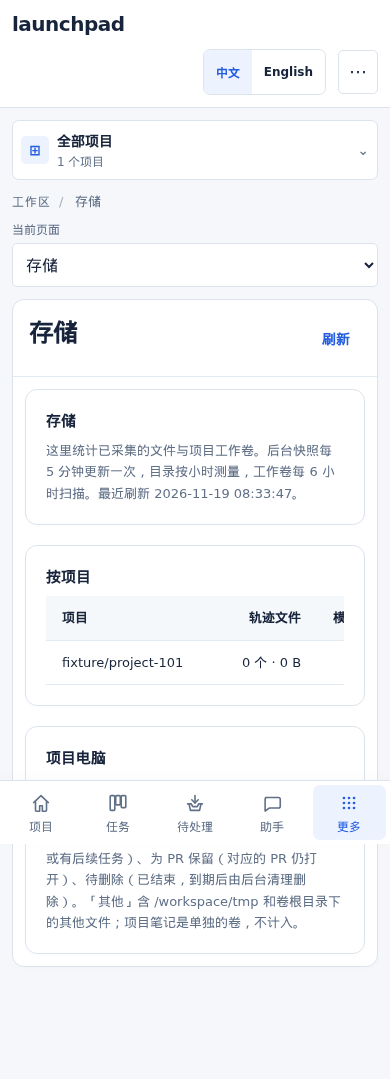 launchpad
中文
English
...
全部项目
1 个项目
工作区 / 存储
当前页面
存储
存储
刷新
存储
这里统计已采集的文件与项目工作卷。后台快照每
5 分钟更新一次，目录按小时测量，工作卷每 6 小
时扫描。最近刷新 2026-11-19 08:33:47。
按项目
项目 轨迹文件 横
fixture/project-101 0 个 · 0 B
项目电脑
项目
任务
待处理
助手
更多
或有后续任务）、为 PR 保留（对应的 PR 仍打
开）、待删除（已结束，到期后由后台清理删
除）。「其他」含 /workspace/tmp 和卷根目录下
的其他文件；项目笔记是单独的卷，不计入。